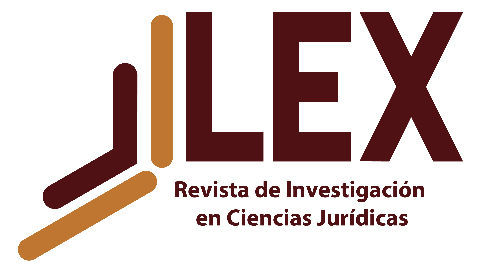 LEX
Revista de Investigación
en Ciencias Jurídicas